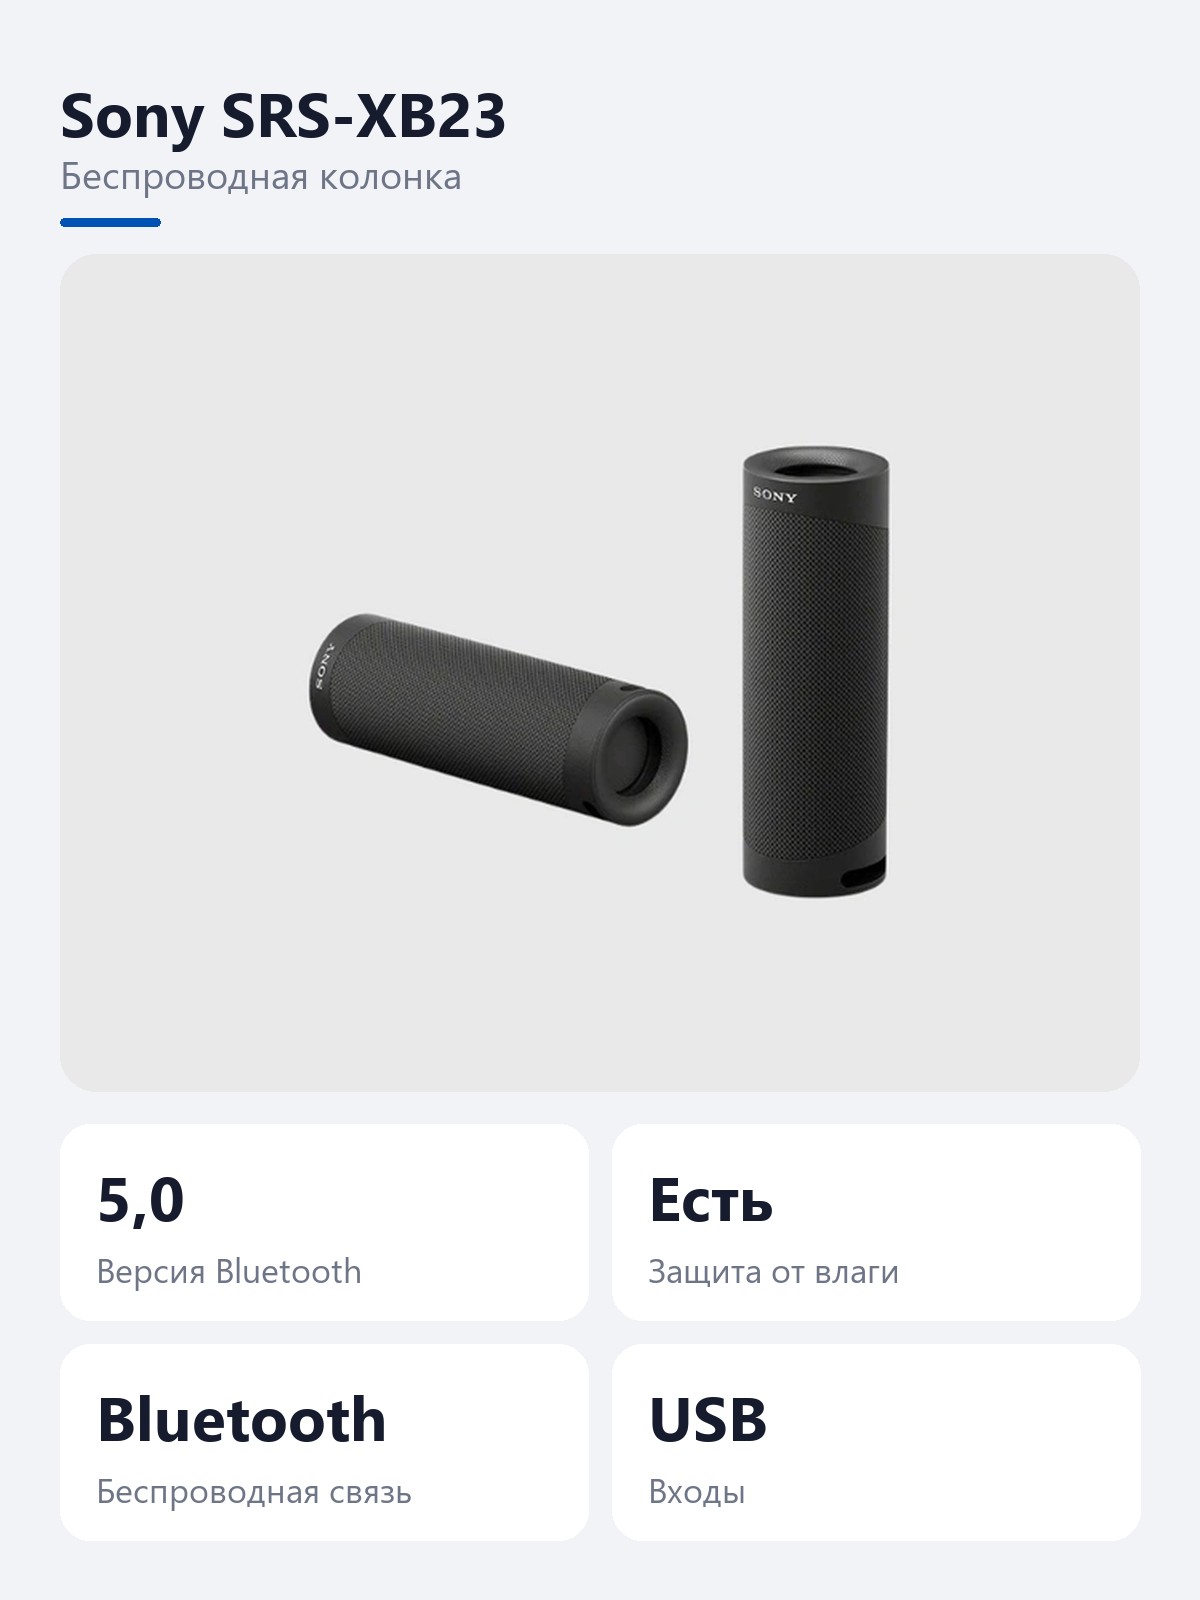 Sony SRS-XB23
Беспроводная колонка
SONY
SONY
5,0
Версия Bluetooth
Есть
Защита от влаги
Bluetooth
Беспроводная связь
USB
Входы